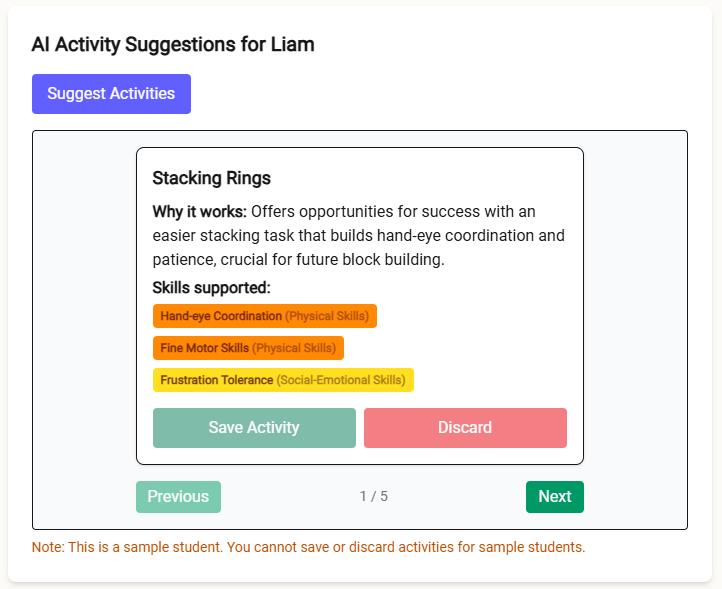 AI Activity Suggestions for Liam
Suggest Activities
Stacking Rings
Why it works: Offers opportunities for success with an
easier stacking task that builds hand-eye coordination and
patience, crucial for future block building.
Skills supported:
Hand-eye Coordination (Physical Skills)
Fine Motor Skills (Physical Skills)
Frustration Tolerance (Social-Emotional Skills)
Save Activity Discard
Previous 1 / 5 Next
Note: This is a sample student. You cannot save or discard activities for sample students.